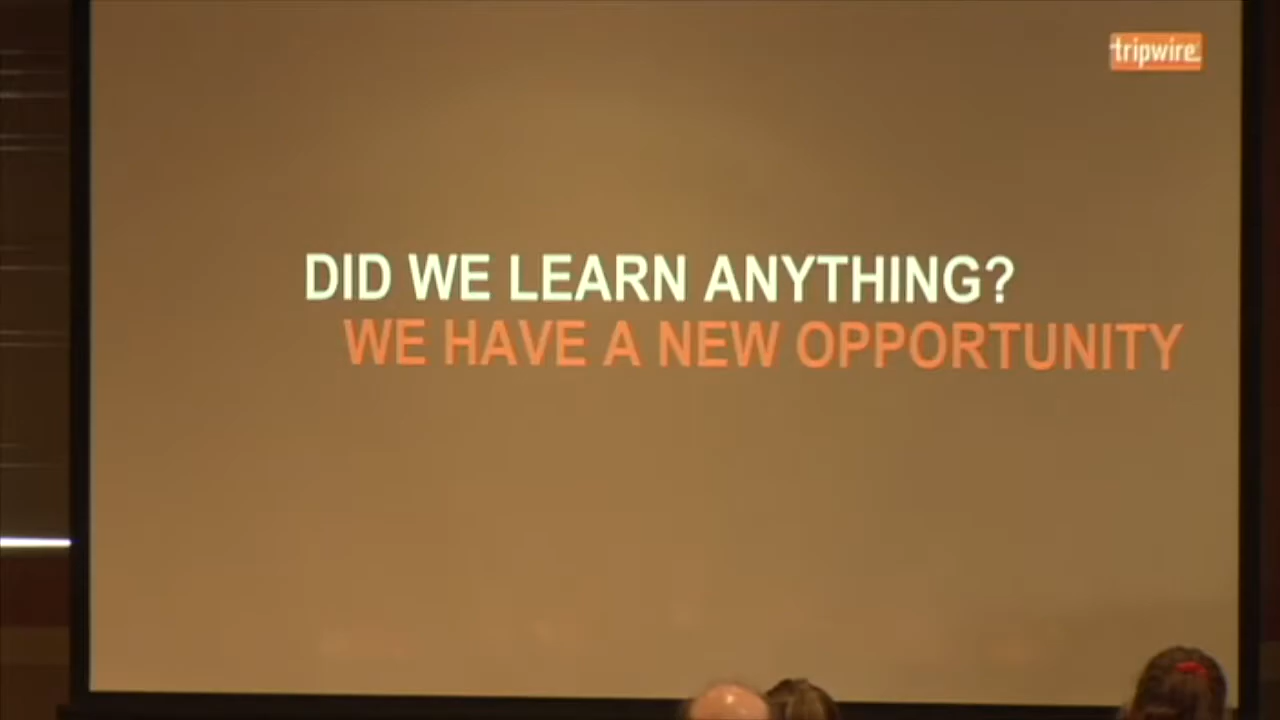 tripwire
DID WE LEARN ANYTHING?
WE HAVE A NEW OPPORTUNITY